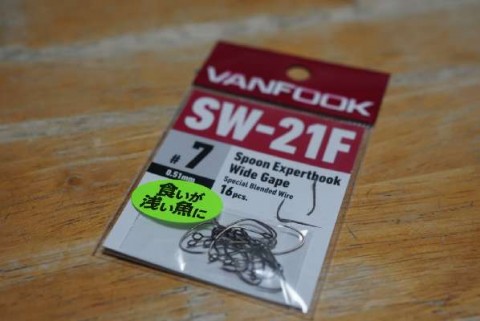 VANFOOK
SW-21F
# 7
0.51mm
Spoon Experthook
Wide Gape
Special Blended Wire
16pcs.
食いが
浅い魚に